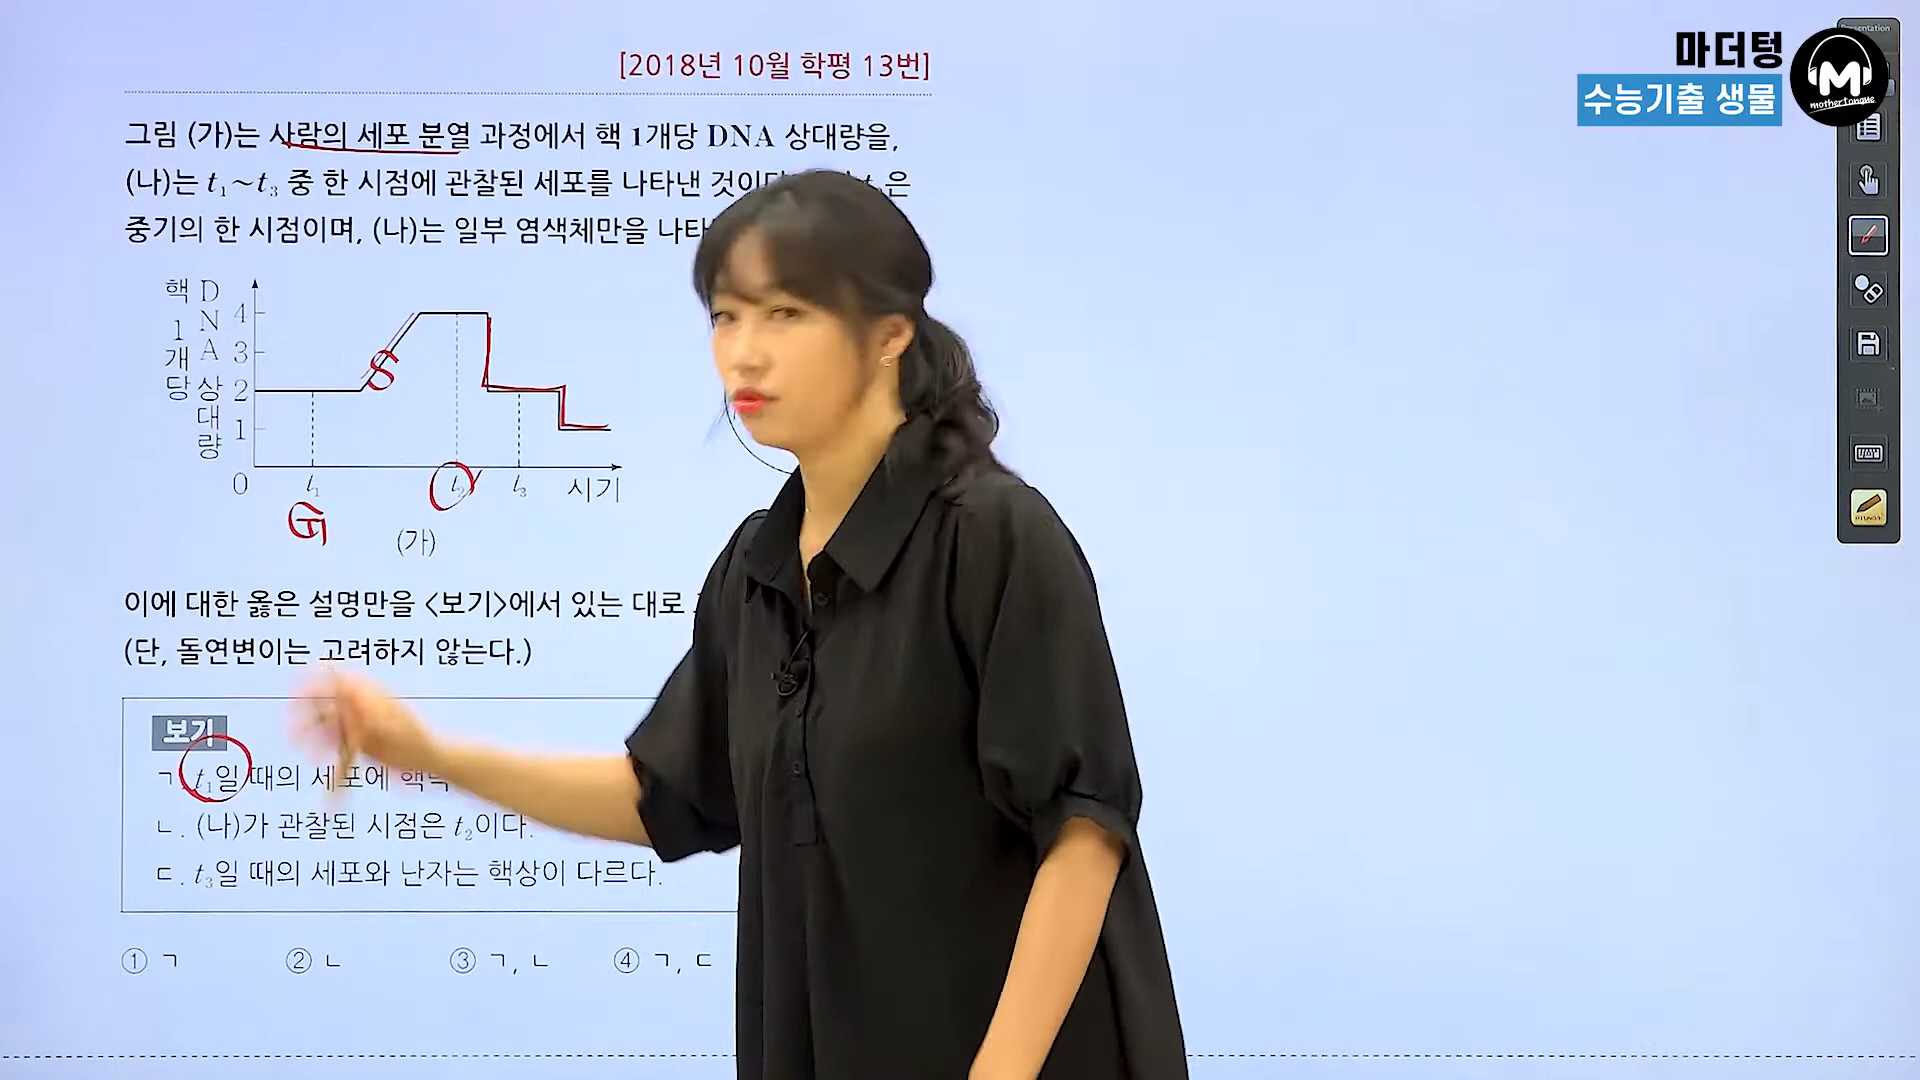 마더텅
수능기출 생물
mothertongue
[2018년 10월 학평 13번]
그림 (가)는 사람의 세포 분열 과정에서 핵 1개당 DNA 상대량을,
(나)는 t₁~t₃ 중 한 시점에 관찰된 세포를 나타낸 것이다 은
중기의 한 시점이며, (나)는 일부 염색체만을
핵 1개당 DNA 상대량
4
3
2
1
0
S
t₁ t₂ t₃ 시기
G₁
(가)
이에 대한 옳은 설명만을 <보기>에서 있는 대로
(단, 돌연변이는 고려하지 않는다.)
보기
ㄱ. t₁일 때의 세포에
ㄴ. (나)가 관찰된 시점은 t₂이다.
ㄷ. t₃일 때의 세포와 난자는 핵상이 다르다.
① ㄱ ② ㄴ ③ ㄱ, ㄴ ④ ㄱ, ㄷ